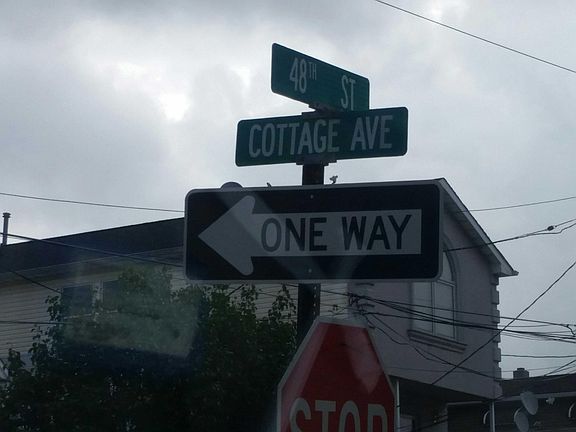 48TH ST
COTTAGE AVE
ONE WAY
STOP